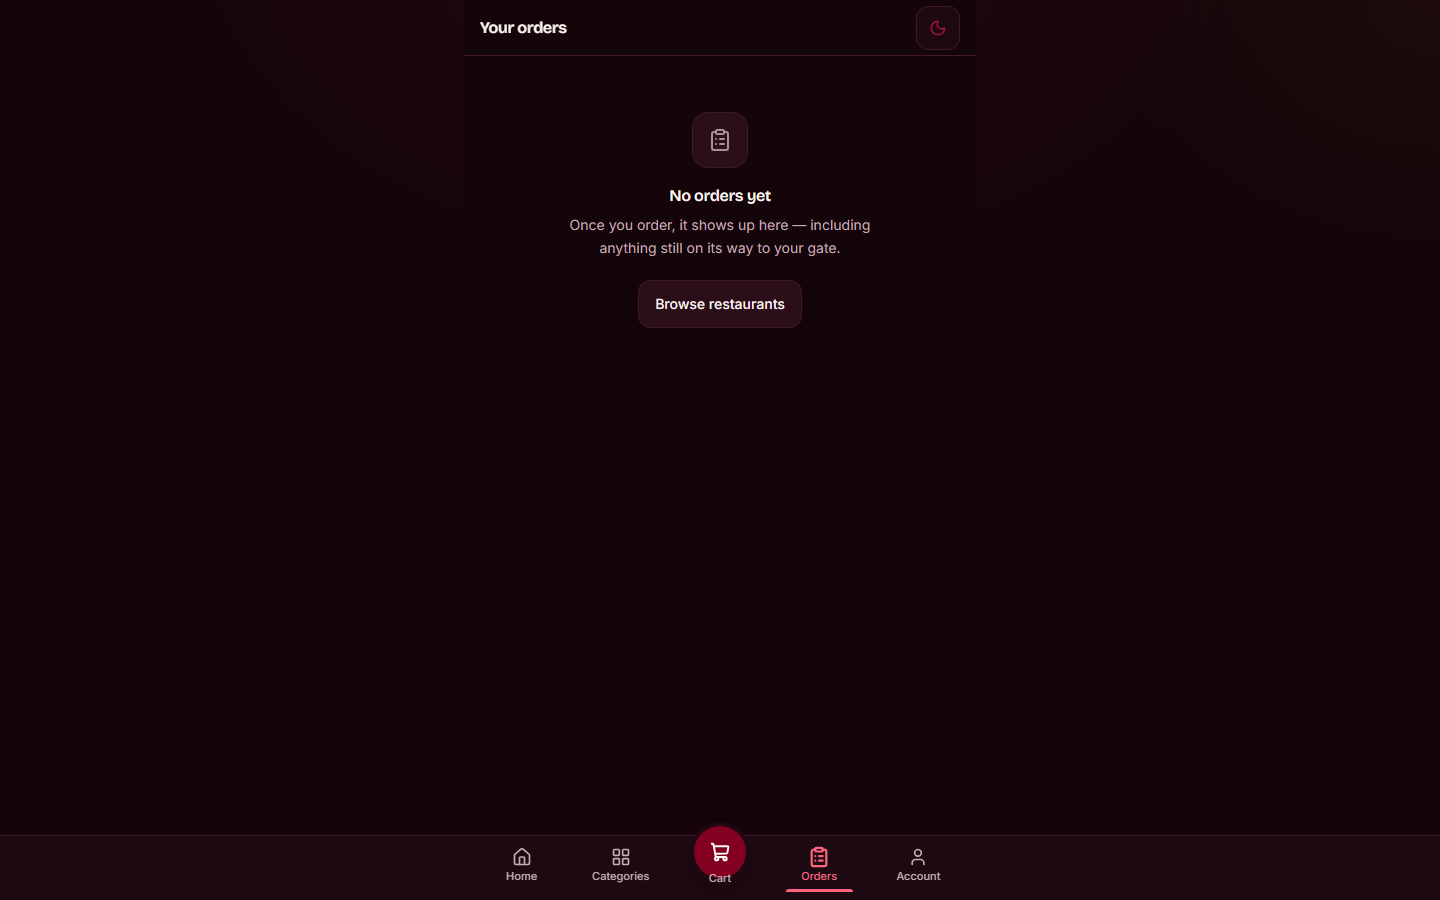 Your orders
No orders yet
Once you order, it shows up here — including
anything still on its way to your gate.
Browse restaurants
Home
Categories
Cart
Orders
Account